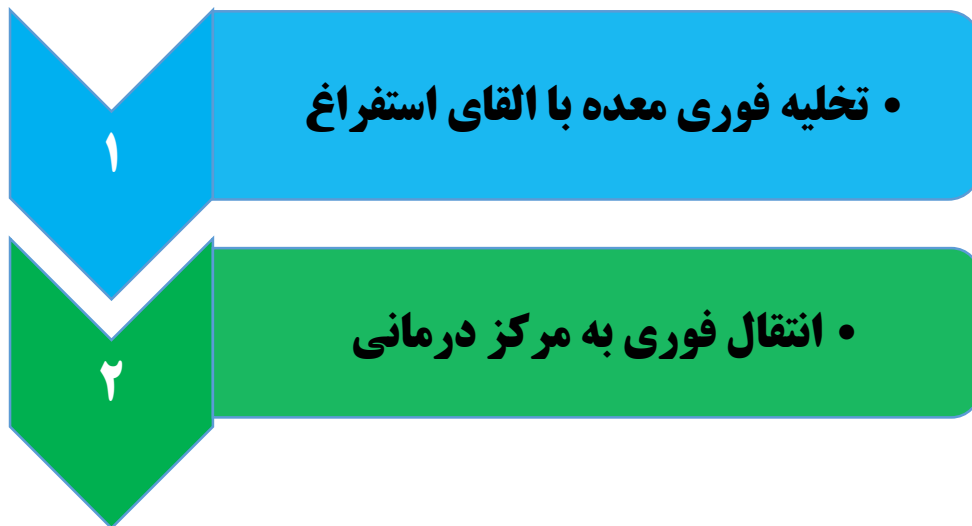 ۱
• تخلیه فوری معده با القای استفراغ
۲
• انتقال فوری به مرکز درمانی